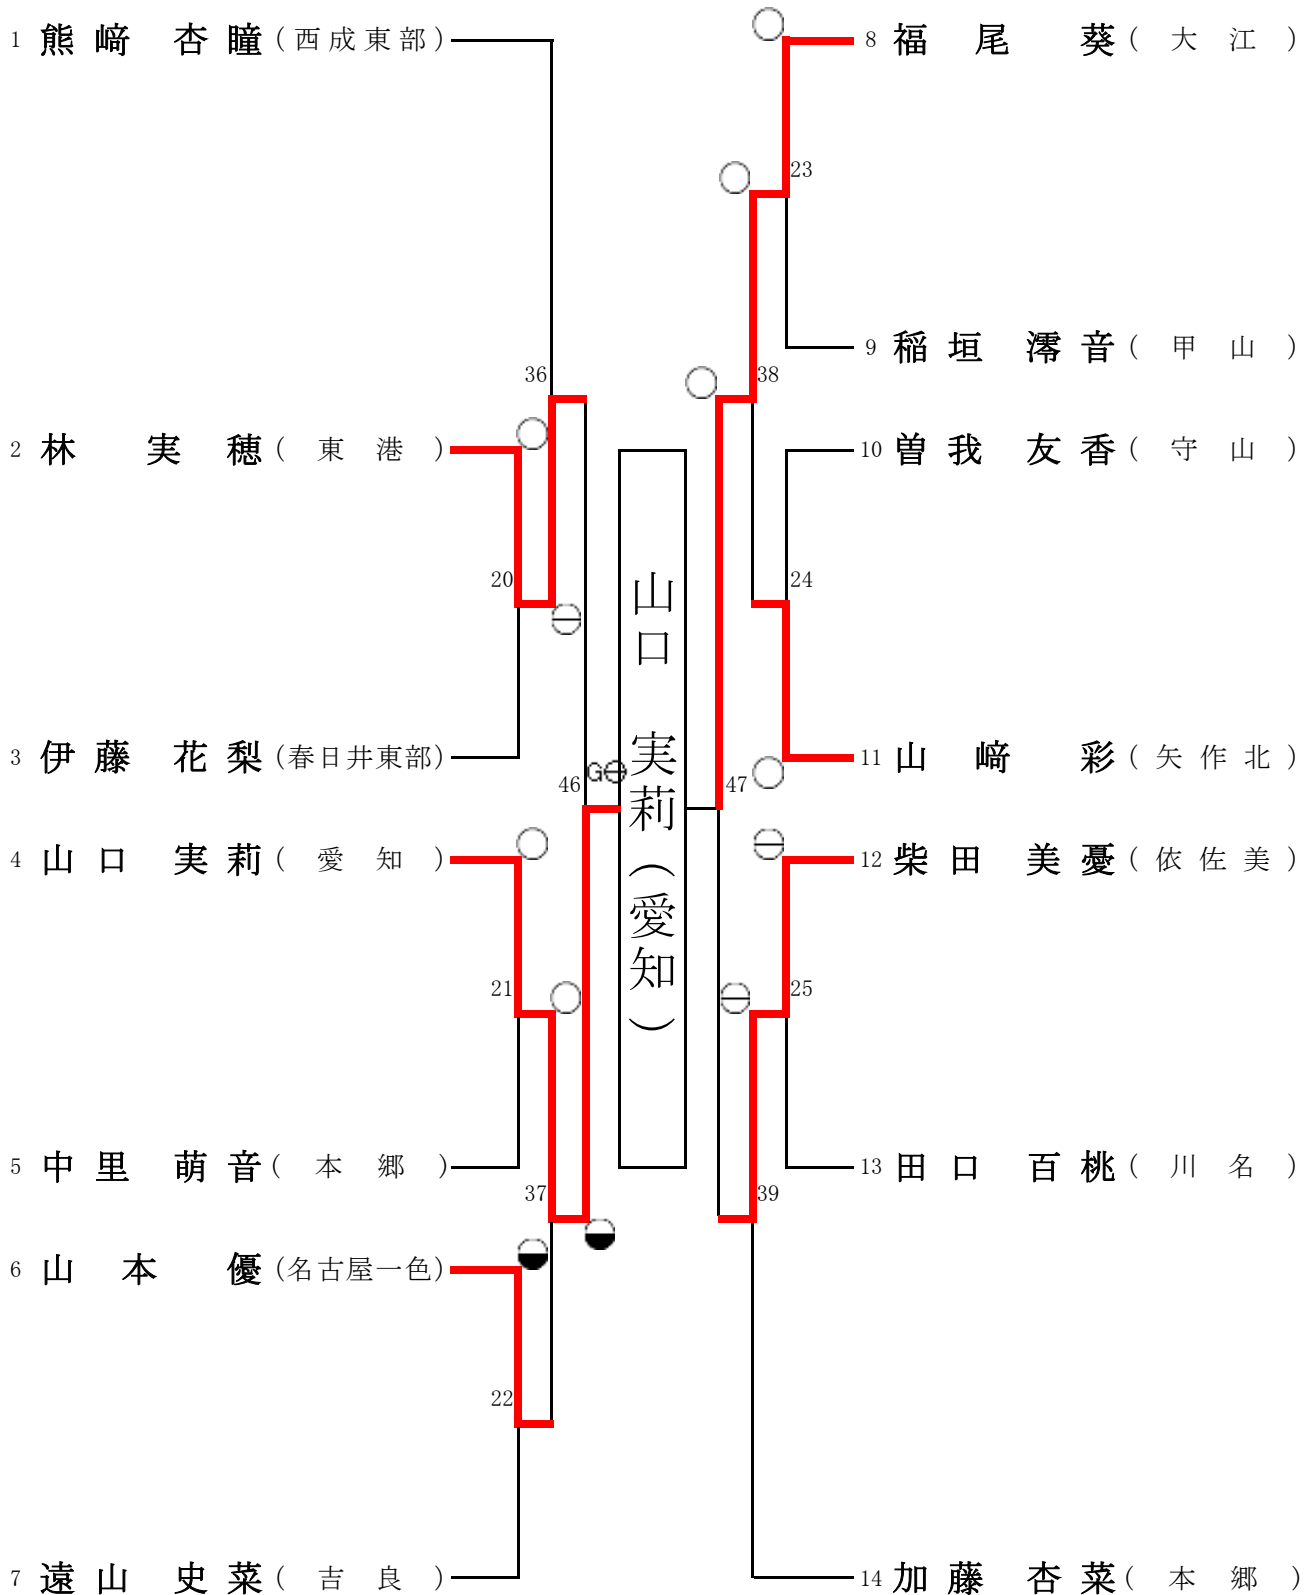 1 熊﨑 杏瞳 (西成東部)
2 林 実穂 (東港)
3 伊藤 花梨 (春日井東部)
4 山口 実莉 (愛知)
5 中里 萌音 (本郷)
6 山本 優 (名古屋一色)
7 遠山 史菜 (吉良)
36
20
46
21
37
22
G
山口 実莉(愛知)
8 福尾 葵 (大江)
9 稲垣 澪音 (甲山)
10 曽我 友香 (守山)
11 山﨑 彩 (矢作北)
12 柴田 美憂 (依佐美)
13 田口 百桃 (川名)
14 加藤 杏菜 (本郷)
23
38
24
47
25
39